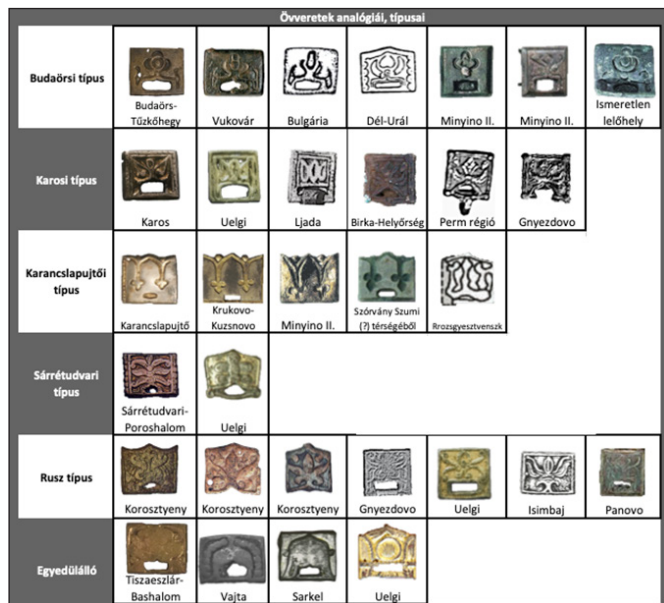 Övveretek analógiái, típusai
Budaörsi típus
Budaörs-
Tűzkőhegy
Vukovár
Bulgária
Dél-Urál
Minyino II.
Minyino II.
Ismeretlen
lelőhely
Karosi típus
Karos
Uelgi
Ljada
Birka-Helyőrség
Perm régió
Gnyezdovo
Karancslapujtői
típus
Karancslapujtő
Krukovo-
Kuzsnovo
Minyino II.
Szórvány Szumi
(?) térségéből
Rrozsgyesztvenszk
Sárrétudvari
típus
Sárrétudvari-
Poroshalom
Uelgi
Rusz típus
Korosztyeny
Korosztyeny
Korosztyeny
Gnyezdovo
Uelgi
Isimbaj
Panovo
Egyedülálló
Tiszaeszlár-
Bashalom
Vajta
Sarkel
Uelgi